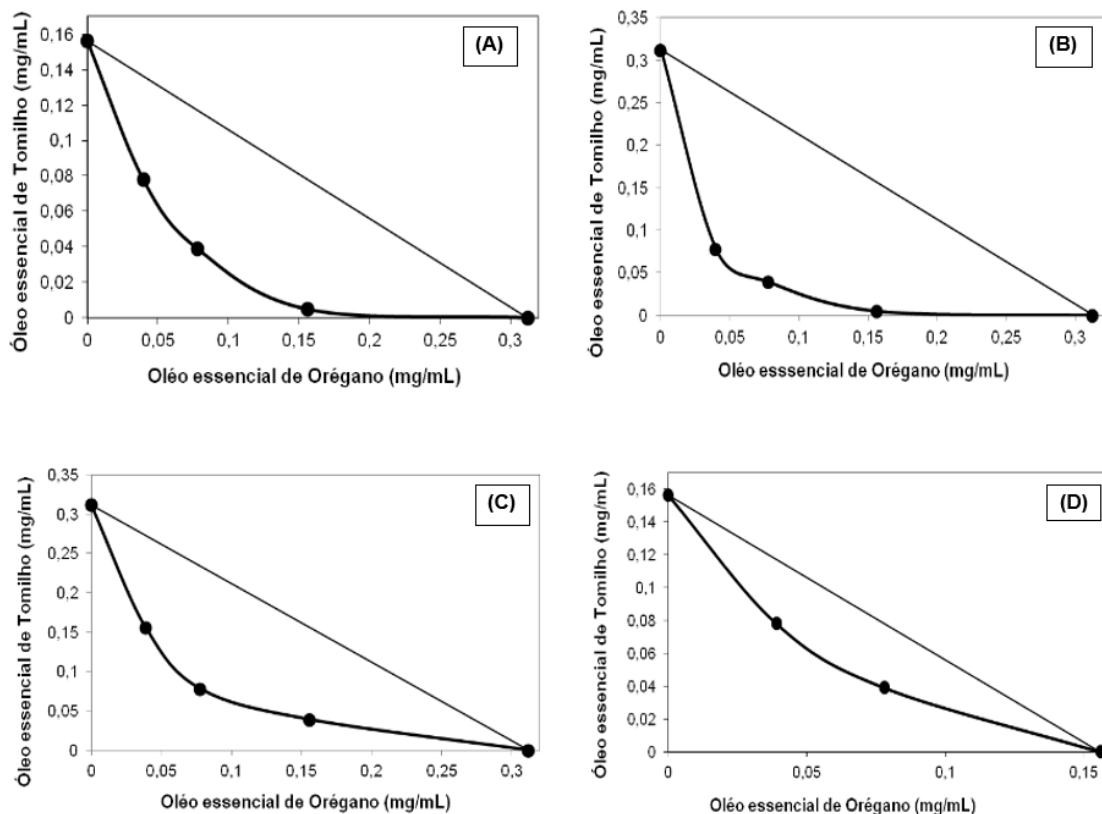 (A)
Óleo essencial de Tomilho (mg/mL)
0,16
0,14
0,12
0,1
0,08
0,06
0,04
0,02
0
0 0,05 0,1 0,15 0,2 0,25 0,3
Oléo essencial de Orégano (mg/mL)
(B)
Óleo essencial de Tomilho (mg/mL)
0,35
0,3
0,25
0,2
0,15
0,1
0,05
0
0 0,05 0,1 0,15 0,2 0,25 0,3
Oléo esssencial de Orégano (mg/mL)
(C)
Óleo essencial de Tomilho (mg/mL)
0,35
0,3
0,25
0,2
0,15
0,1
0,05
0
0 0,05 0,1 0,15 0,2 0,25 0,3
Oléo essencial de Orégano (mg/mL)
(D)
Óleo essencial de Tomilho (mg/mL)
0,16
0,14
0,12
0,1
0,08
0,06
0,04
0,02
0
0 0,05 0,1 0,15
Oléo essencial de Orégano (mg/mL)